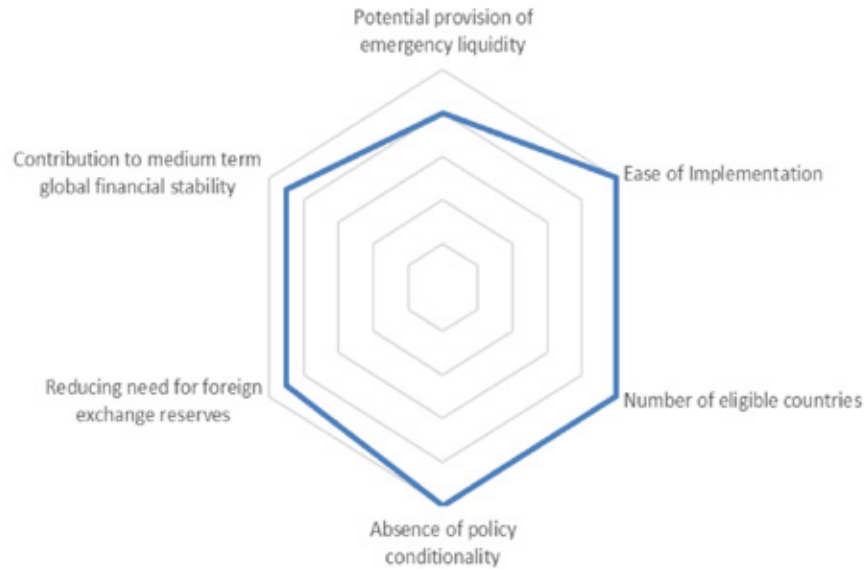 Potential provision of
emergency liquidity
Contribution to medium term
global financial stability
Ease of Implementation
Reducing need for foreign
exchange reserves
Number of eligible countries
Absence of policy
conditionality